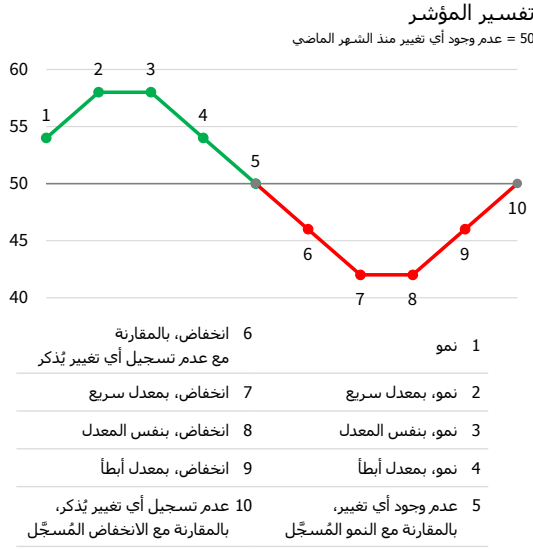 تفسير المؤشر
50 = عدم وجود أي تغيير منذ الشهر الماضي
60
55
50
45
40
1
2
3
4
5
6
7
8
9
10
1 نمو
6 انخفاض، بالمقارنة
مع عدم تسجيل أي تغيير يُذكر
2 نمو، بمعدل سريع
7 انخفاض، بمعدل سريع
3 نمو، بنفس المعدل
8 انخفاض، بنفس المعدل
4 نمو، بمعدل أبطأ
9 انخفاض، بمعدل أبطأ
5 عدم وجود أي تغيير،
بالمقارنة مع النمو المُسجَّل
10 عدم تسجيل أي تغيير يُذكر،
بالمقارنة مع الانخفاض المُسجَّل